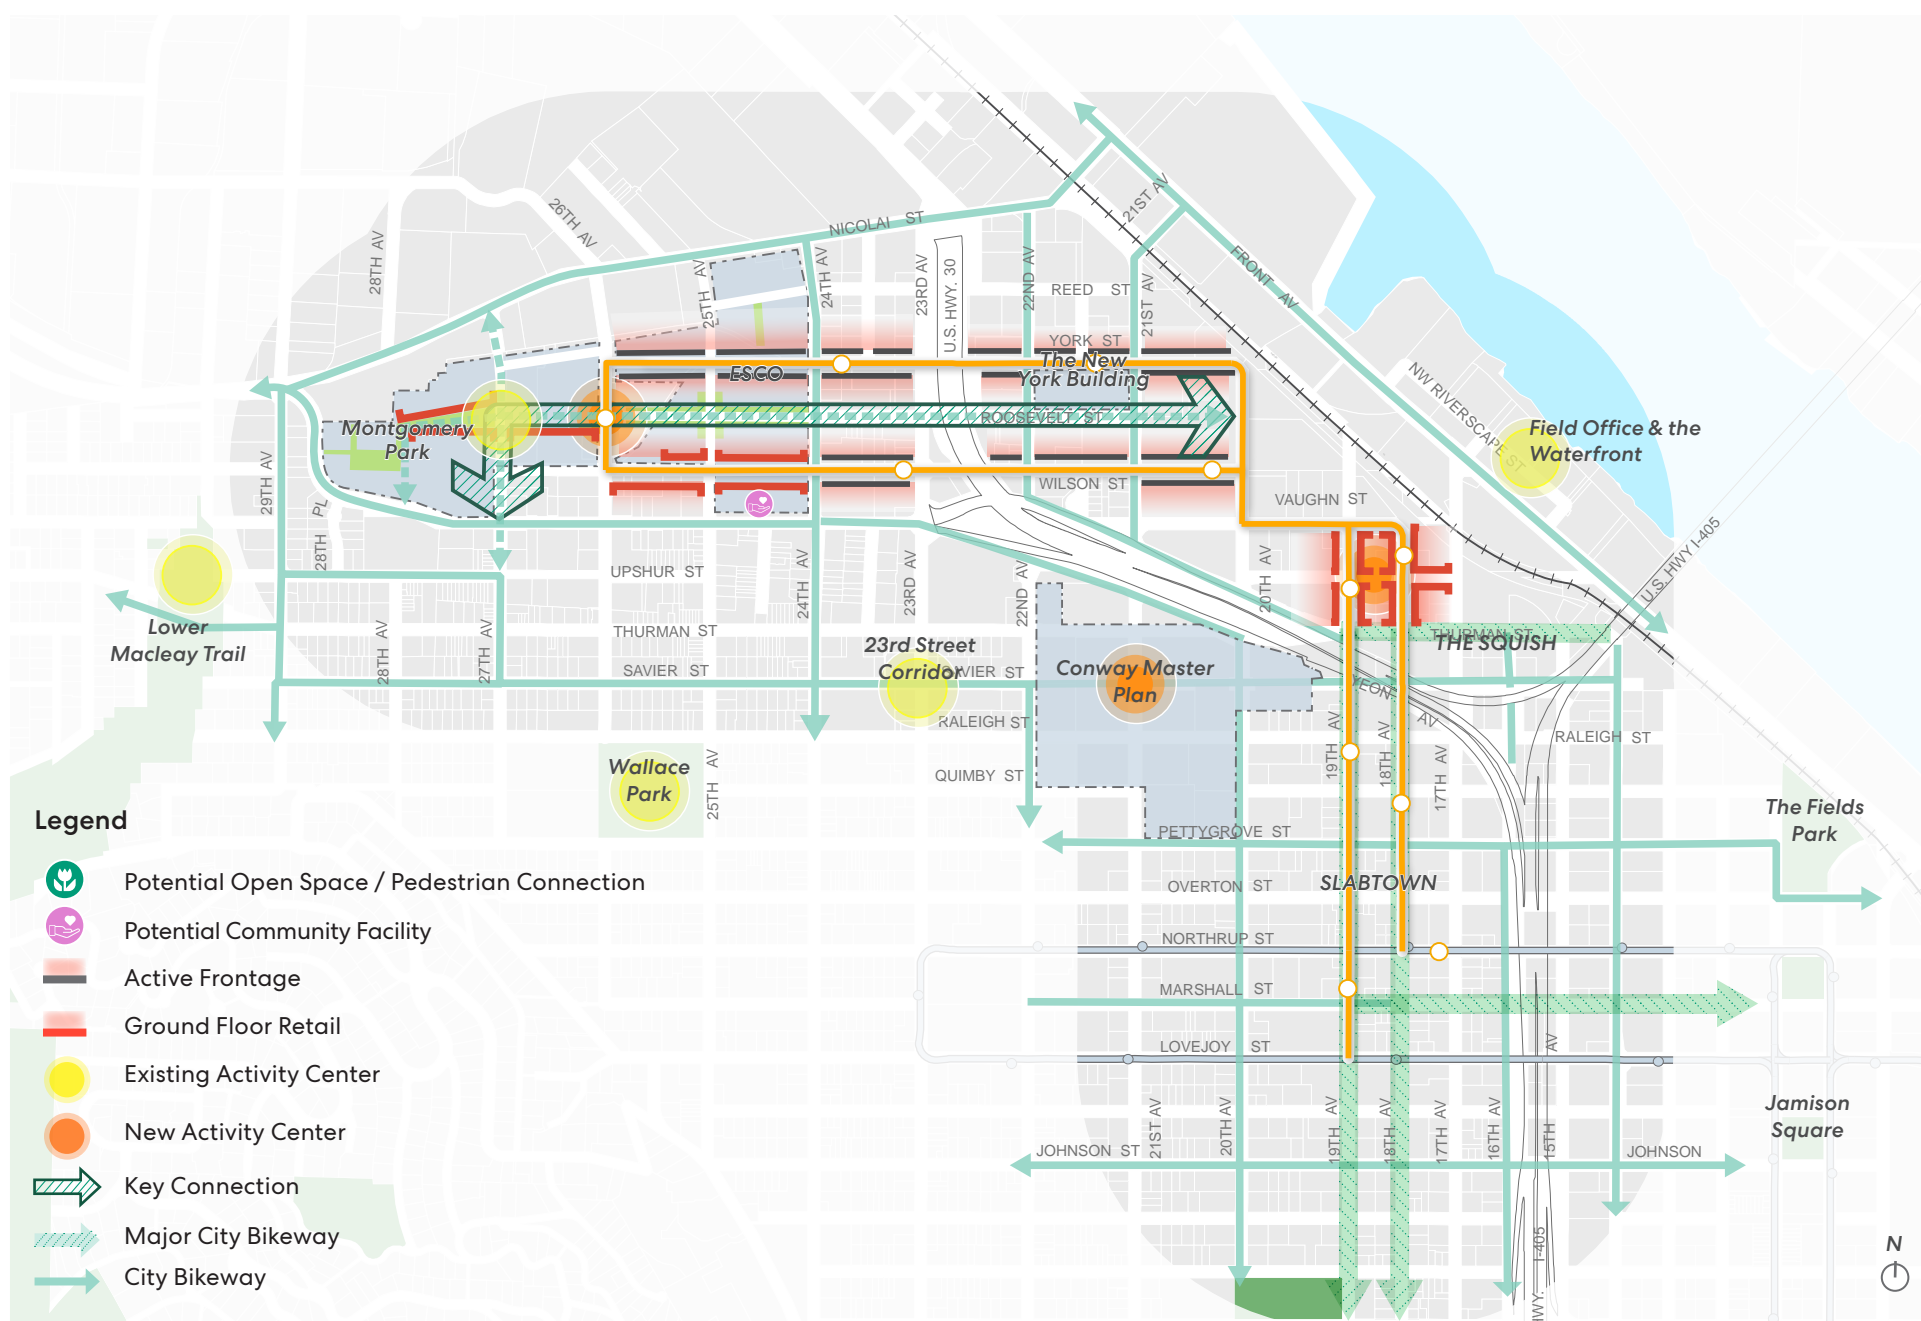 26TH AV
28TH AV
NICOLAI ST
21ST AV
FRONT AV
25TH AV
24TH AV
23RD AV
U.S. HWY. 30
22ND AV
REED ST
21ST AV
YORK ST
The New
York Building
ESCO
ROOSEVELT ST
NW RIVERSCAPE ST
Field Office & the
Waterfront
Montgomery
Park
29TH AV
28TH PL
WILSON ST
VAUGHN ST
U.S. HWY I-405
UPSHUR ST
24TH AV
23RD AV
22ND AV
20TH AV
Lower
Macleay Trail
THURMAN ST
28TH AV
27TH AV
SAVIER ST
23rd Street
Corridor
SAVIER ST
Conway Master
Plan
THURMAN ST
THE SQUISH
YEON AV
RALEIGH ST
19TH AV
18TH AV
17TH AV
RALEIGH ST
Wallace
Park
25TH AV
QUIMBY ST
The Fields
Park
PETTYGROVE ST
OVERTON ST
SLABTOWN
NORTHRUP ST
MARSHALL ST
LOVEJOY ST
AV
15TH
21ST AV
20TH AV
19TH AV
18TH AV
17TH AV
16TH AV
Jamison
Square
JOHNSON ST
JOHNSON
HWY. I-405
N
Legend
Potential Open Space / Pedestrian Connection
Potential Community Facility
Active Frontage
Ground Floor Retail
Existing Activity Center
New Activity Center
Key Connection
Major City Bikeway
City Bikeway